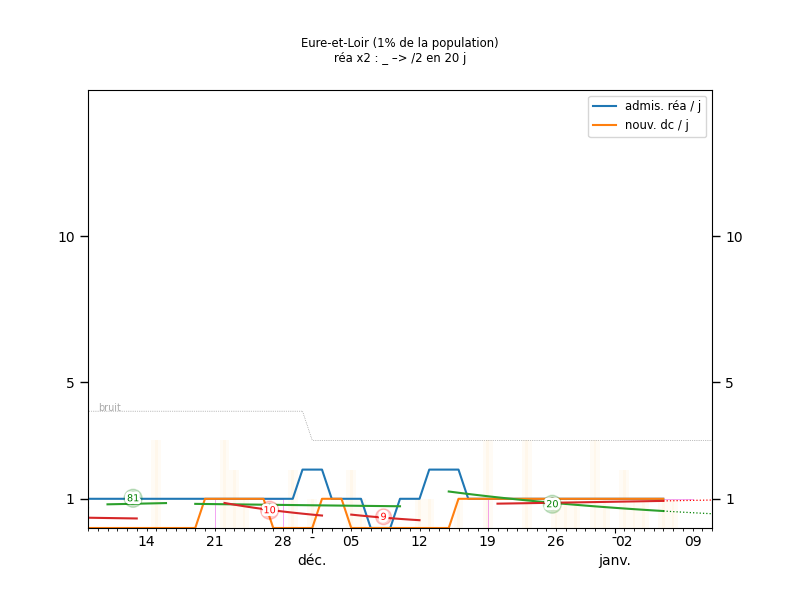 Eure-et-Loir (1% de la population)
réa x2 : _ –> /2 en 20 j
admis. réa / j
nouv. dc / j
10 10
5 5
bruit
1 1
81
10
9
20
14 21 28 - 05 12 19 26 - 02 09
déc. janv.